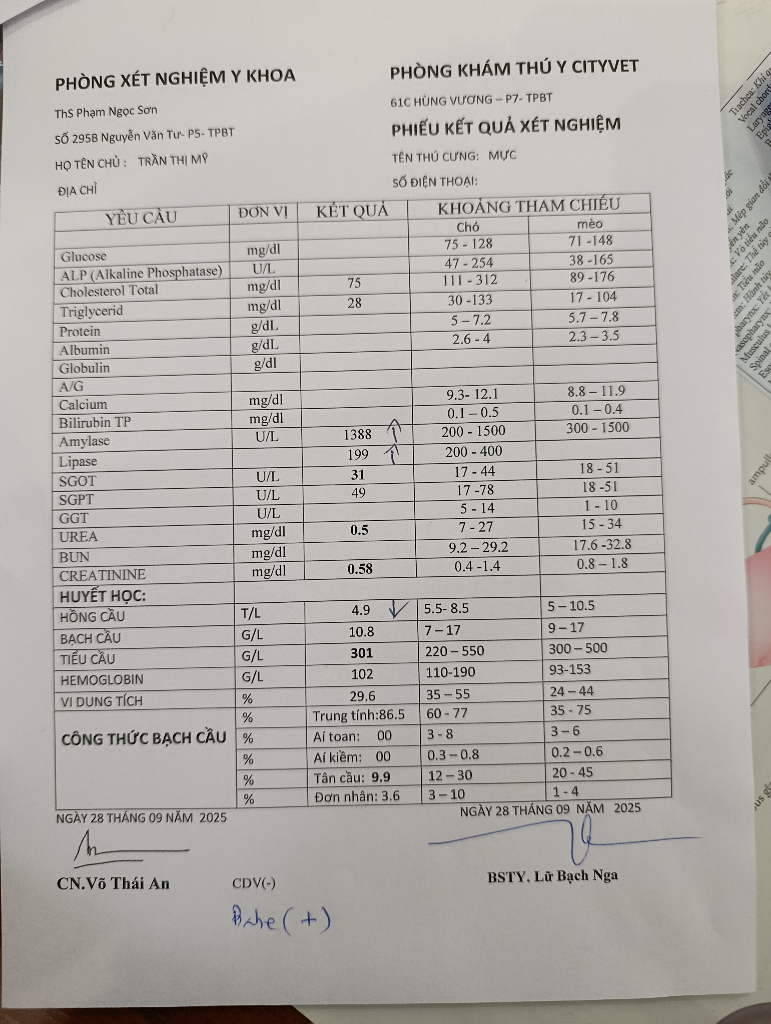 PHÒNG XÉT NGHIỆM Y KHOA
ThS Phạm Ngọc Sơn
SỐ 295B Nguyễn Văn Tư- P5- TPBT
HỌ TÊN CHỦ : TRẦN THỊ MỸ
ĐỊA CHỈ
PHÒNG KHÁM THÚ Y CITYVET
61C HÙNG VƯƠNG – P7- TPBT
PHIẾU KẾT QUẢ XÉT NGHIỆM
TÊN THÚ CƯNG: MỰC
SỐ ĐIỆN THOẠI:
YÊU CẦU ĐƠN VỊ KẾT QUẢ KHOẢNG THAM CHIẾU
Chó mèo
Glucose mg/dl 75 - 128 71 -148
ALP (Alkaline Phosphatase) U/L 47 - 254 38 -165
Cholesterol Total mg/dl 75 111 - 312 89 -176
Triglycerid mg/dl 28 30 -133 17 - 104
Protein g/dL 5 – 7.2 5.7 – 7.8
Albumin g/dL 2.6 - 4 2.3 – 3.5
Globulin g/dl
A/G
Calcium mg/dl 9.3- 12.1 8.8 – 11.9
Bilirubin TP mg/dl 0.1 – 0.5 0.1 – 0.4
Amylase U/L 1388 ↑ 200 - 1500 300 - 1500
Lipase 199 ↑ 200 - 400
SGOT U/L 31 17 - 44 18 - 51
SGPT U/L 49 17 -78 18 -51
GGT U/L 5 - 14 1 - 10
UREA mg/dl 0.5 7 - 27 15 - 34
BUN mg/dl 9.2 – 29.2 17.6 -32.8
CREATININE mg/dl 0.58 0.4 -1.4 0.8 – 1.8
HUYẾT HỌC:
HỒNG CẦU T/L 4.9 ↓ 5.5- 8.5 5 – 10.5
BẠCH CẦU G/L 10.8 7 – 17 9 – 17
TIỂU CẦU G/L 301 220 – 550 300 – 500
HEMOGLOBIN G/L 102 110-190 93-153
VI DUNG TÍCH % 29.6 35 – 55 24 – 44
CÔNG THỨC BẠCH CẦU % Trung tính:86.5 60 - 77 35 - 75
% Aí toan: 00 3 - 8 3 – 6
% Aí kiềm: 00 0.3 – 0.8 0.2 – 0.6
% Tân cầu: 9.9 12 – 30 20 - 45
% Đơn nhân: 3.6 3 – 10 1 - 4
NGÀY 28 THÁNG 09 NĂM 2025
NGÀY 28 THÁNG 09 NĂM 2025
CN.Võ Thái An
CDV(-)
BSTY. Lữ Bạch Nga
(+)